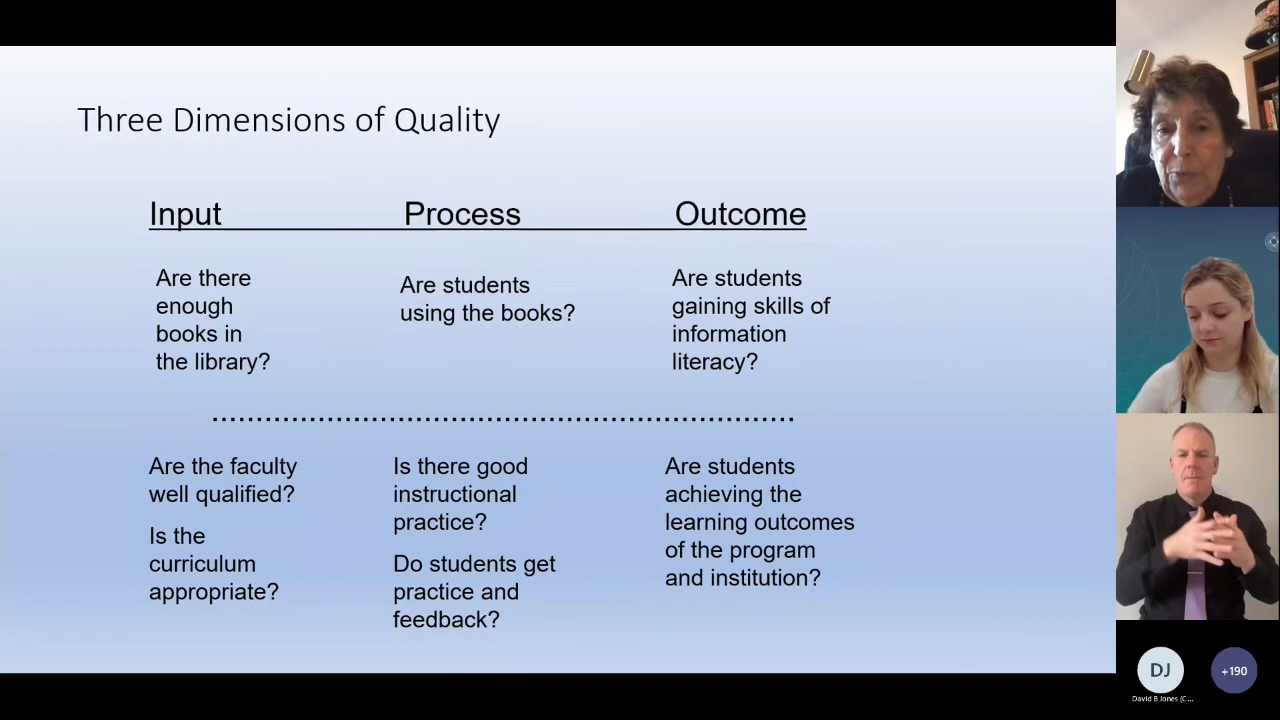 Three Dimensions of Quality
Input Process Outcome
Are there
enough
books in
the library?
Are students
using the books?
Are students
gaining skills of
information
literacy?
Are the faculty
well qualified?
Is the
curriculum
appropriate?
Is there good
instructional
practice?
Do students get
practice and
feedback?
Are students
achieving the
learning outcomes
of the program
and institution?
DJ
+190
David B Jones (C...